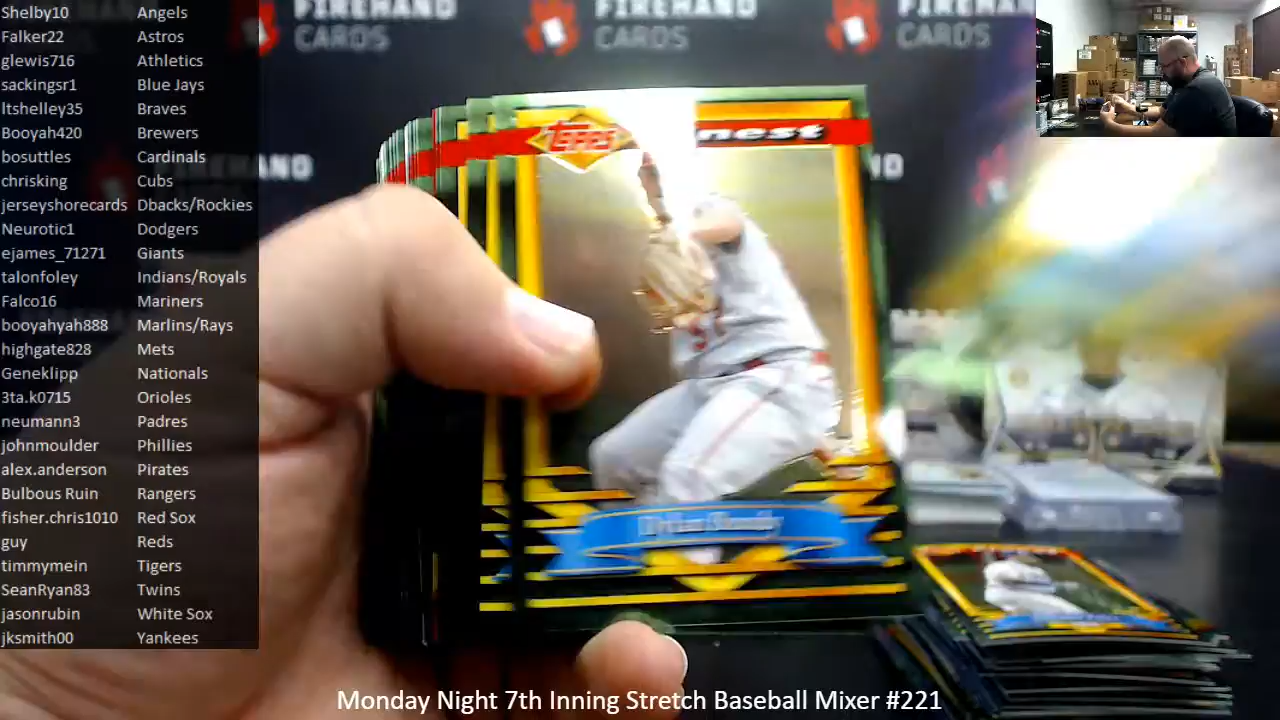 Shelby10 Angels
Falker22 Astros
glewis716 Athletics
sackingsr1 Blue Jays
ltshelley35 Braves
Booyah420 Brewers
bosuttles Cardinals
chrisking Cubs
jerseyshorecards Dbacks/Rockies
Neurotic1 Dodgers
ejames_71271 Giants
talonfoley Indians/Royals
Falco16 Mariners
booyahyah888 Marlins/Rays
highgate828 Mets
Geneklipp Nationals
3ta.k0715 Orioles
neumann3 Padres
johnmoulder Phillies
alex.anderson Pirates
Bulbous Ruin Rangers
fisher.chris1010 Red Sox
guy Reds
timmymein Tigers
SeanRyan83 Twins
jasonrubin White Sox
jksmith00 Yankees
FIREHAND CARDS
FIREHAND CARDS
FIREHAN CARDS
TOPPS nest
Monday Night 7th Inning Stretch Baseball Mixer #221